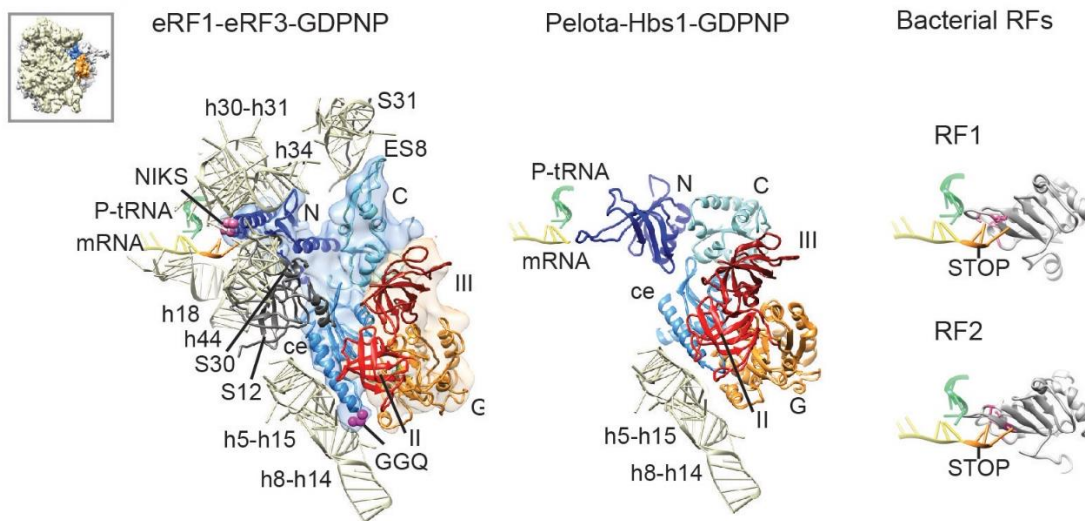 eRF1-eRF3-GDPNP
Pelota-Hbs1-GDPNP
Bacterial RFs
h30-h31
S31
h34
ES8
NIKS
N
C
P-tRNA
mRNA
III
h18
h44
S30
ce
S12
G
h5-h15
II
GGQ
h8-h14
P-tRNA
N
C
III
mRNA
ce
G
II
h5-h15
h8-h14
RF1
STOP
RF2
STOP